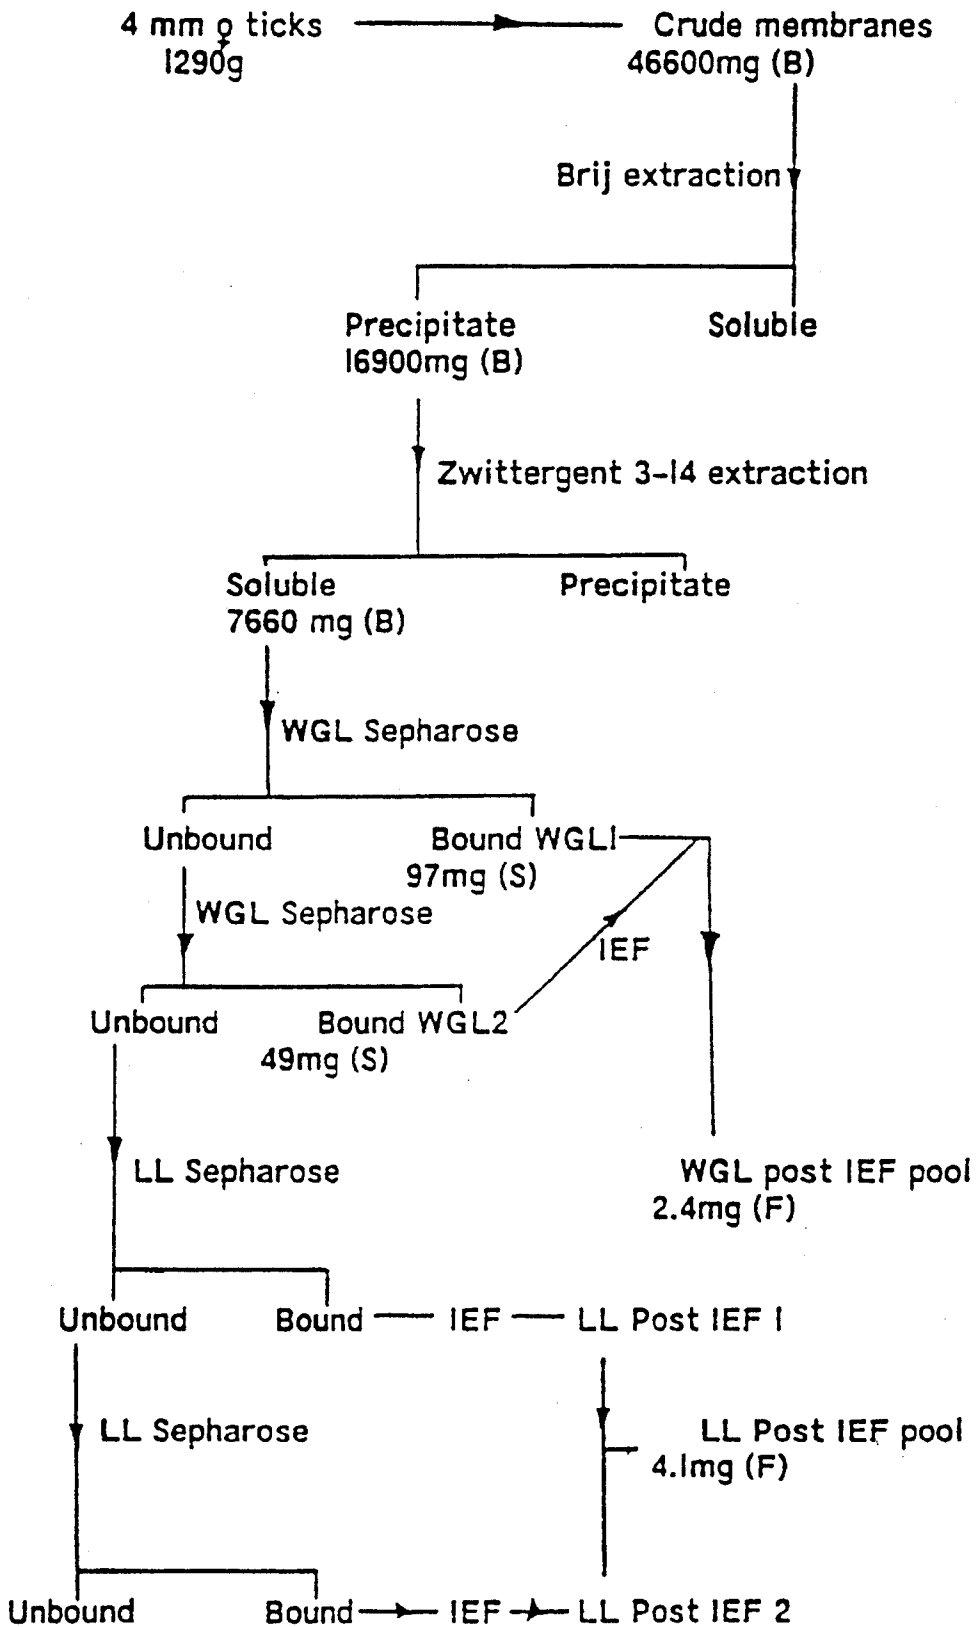 4 mm ♀ ticks
Crude membranes
1290g
46600mg (B)
Brij extraction
Precipitate
Soluble
16900mg (B)
Zwittergent 3-14 extraction
Soluble
Precipitate
7660 mg (B)
WGL Sepharose
Unbound
Bound WGL1
97mg (S)
WGL Sepharose
IEF
Unbound
Bound WGL2
49mg (S)
LL Sepharose
WGL post IEF pool
2.4mg (F)
Unbound
Bound
IEF
LL Post IEF 1
LL Sepharose
LL Post IEF pool
4.1mg (F)
Unbound
Bound
IEF
LL Post IEF 2